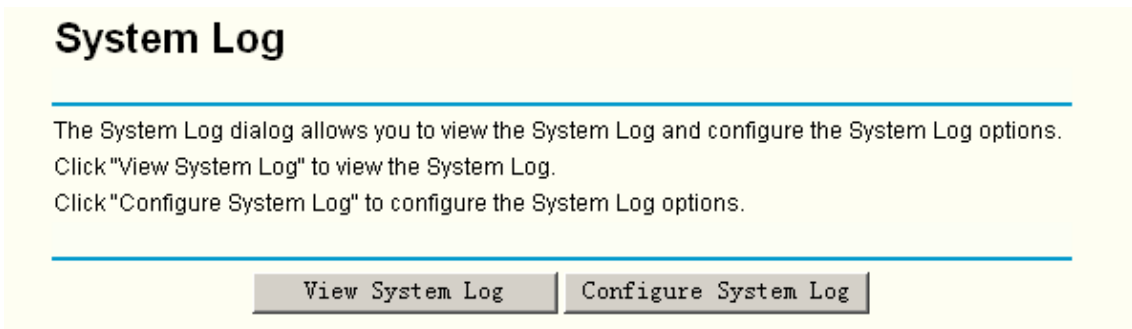 System Log
The System Log dialog allows you to view the System Log and configure the System Log options.
Click "View System Log" to view the System Log.
Click "Configure System Log" to configure the System Log options.
View System Log Configure System Log